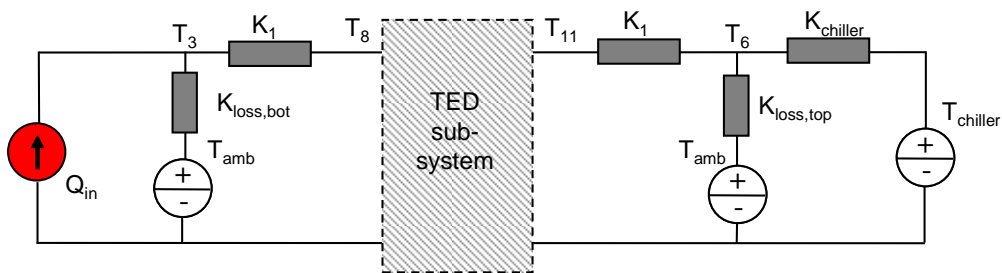 K1
T3
T8
Kloss,bot
Tamb
+
-
Qin
TED
sub-
system
T11
K1
T6
Kchiller
Kloss,top
Tamb
+
-
Tchiller
+
-